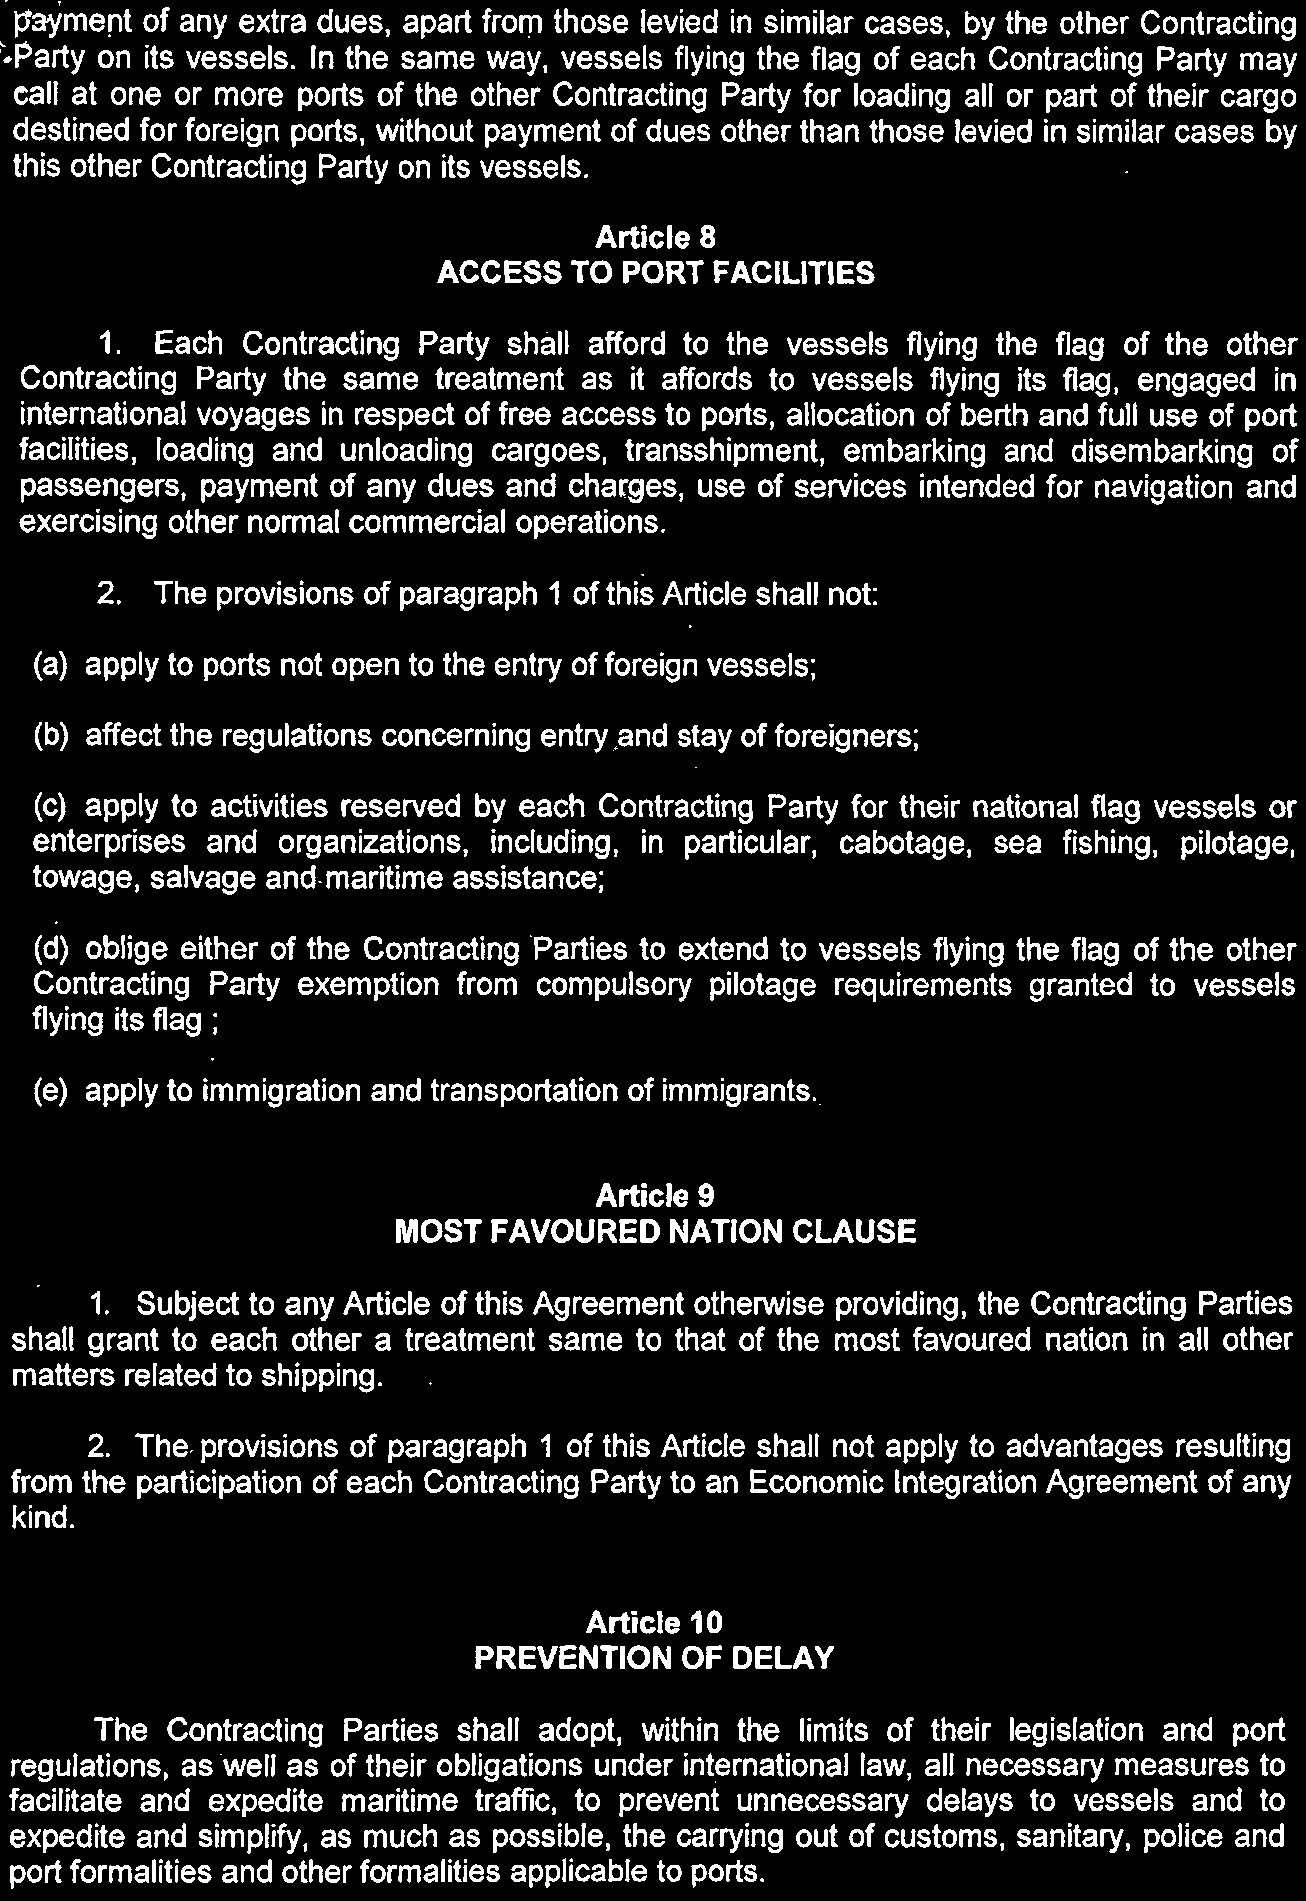 payment of any extra dues, apart from those levied in similar cases, by the other Contracting
Party on its vessels. In the same way, vessels flying the flag of each Contracting Party may
call at one or more ports of the other Contracting Party for loading all or part of their cargo
destined for foreign ports, without payment of dues other than those levied in similar cases by
this other Contracting Party on its vessels.
Article 8
ACCESS TO PORT FACILITIES
1. Each Contracting Party shall afford to the vessels flying the flag of the other
Contracting Party the same treatment as it affords to vessels flying its flag, engaged in
international voyages in respect of free access to ports, allocation of berth and full use of port
facilities, loading and unloading cargoes, transshipment, embarking and disembarking of
passengers, payment of any dues and charges, use of services intended for navigation and
exercising other normal commercial operations.
2. The provisions of paragraph 1 of this Article shall not:
(a) apply to ports not open to the entry of foreign vessels;
(b) affect the regulations concerning entry and stay of foreigners;
(c) apply to activities reserved by each Contracting Party for their national flag vessels or
enterprises and organizations, including, in particular, cabotage, sea fishing, pilotage,
towage, salvage and maritime assistance;
(d) oblige either of the Contracting Parties to extend to vessels flying the flag of the other
Contracting Party exemption from compulsory pilotage requirements granted to vessels
flying its flag ;
(e) apply to immigration and transportation of immigrants.
Article 9
MOST FAVOURED NATION CLAUSE
1. Subject to any Article of this Agreement otherwise providing, the Contracting Parties
shall grant to each other a treatment same to that of the most favoured nation in all other
matters related to shipping.
2. The provisions of paragraph 1 of this Article shall not apply to advantages resulting
from the participation of each Contracting Party to an Economic Integration Agreement of any
kind.
Article 10
PREVENTION OF DELAY
The Contracting Parties shall adopt, within the limits of their legislation and port
regulations, as well as of their obligations under international law, all necessary measures to
facilitate and expedite maritime traffic, to prevent unnecessary delays to vessels and to
expedite and simplify, as much as possible, the carrying out of customs, sanitary, police and
port formalities and other formalities applicable to ports.